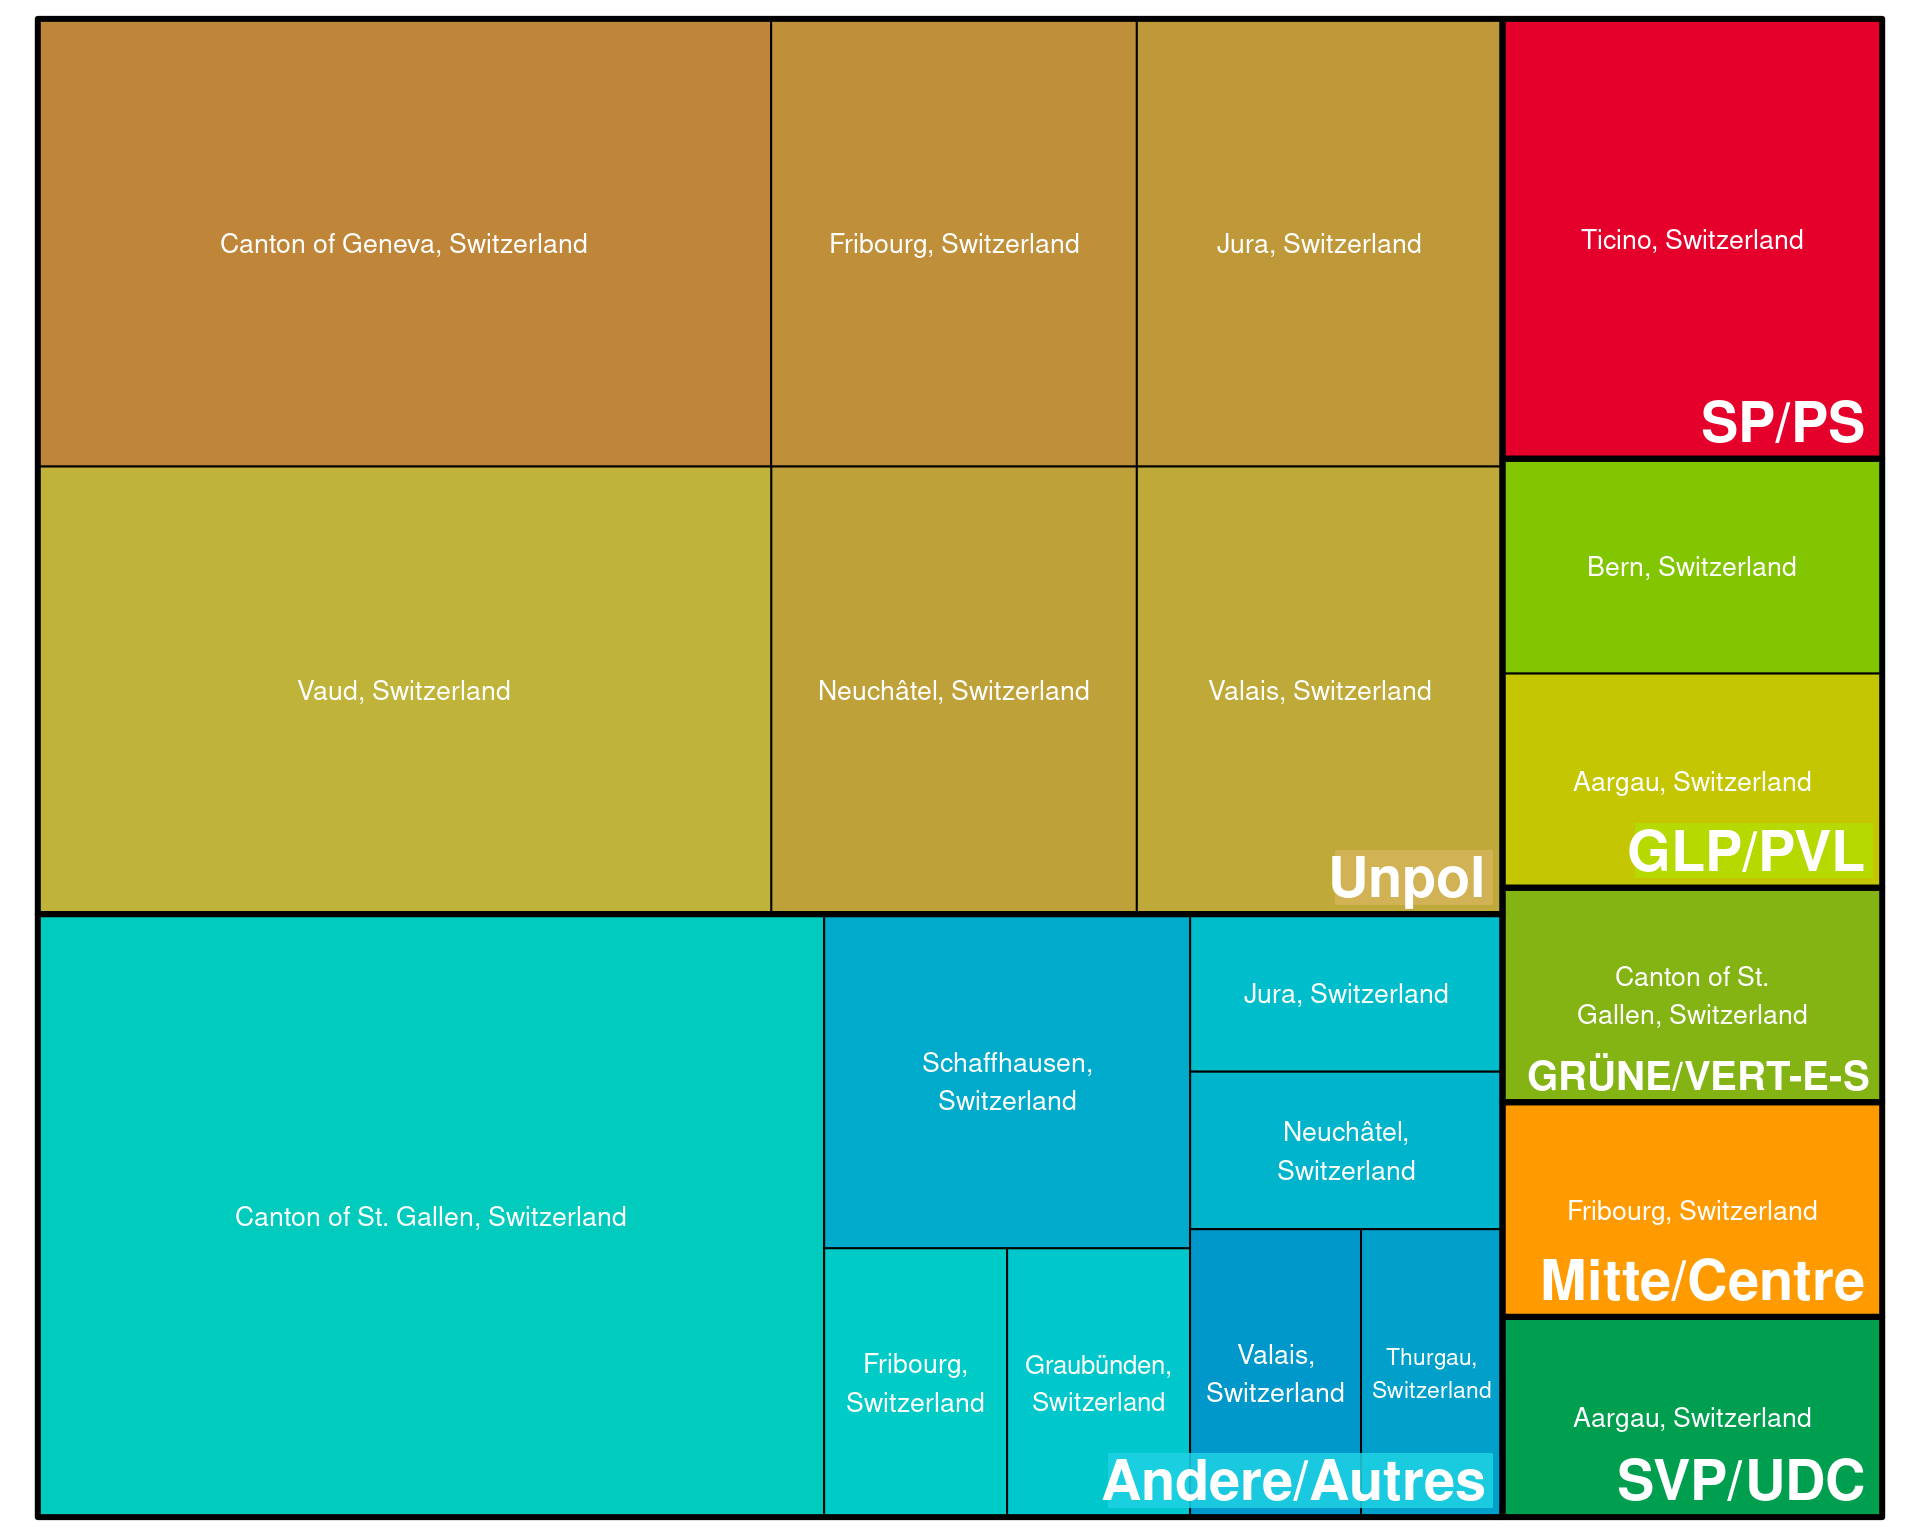 Canton of Geneva, Switzerland
Fribourg, Switzerland
Jura, Switzerland
Vaud, Switzerland
Neuchâtel, Switzerland
Valais, Switzerland
Unpol
Canton of St. Gallen, Switzerland
Schaffhausen,
Switzerland
Fribourg,
Switzerland
Graubünden,
Switzerland
Jura, Switzerland
Neuchâtel,
Switzerland
Valais,
Switzerland
Thurgau,
Switzerland
Andere/Autres
Ticino, Switzerland
SP/PS
Bern, Switzerland
Aargau, Switzerland
GLP/PVL
Canton of St.
Gallen, Switzerland
GRÜNE/VERT-E-S
Fribourg, Switzerland
Mitte/Centre
Aargau, Switzerland
SVP/UDC